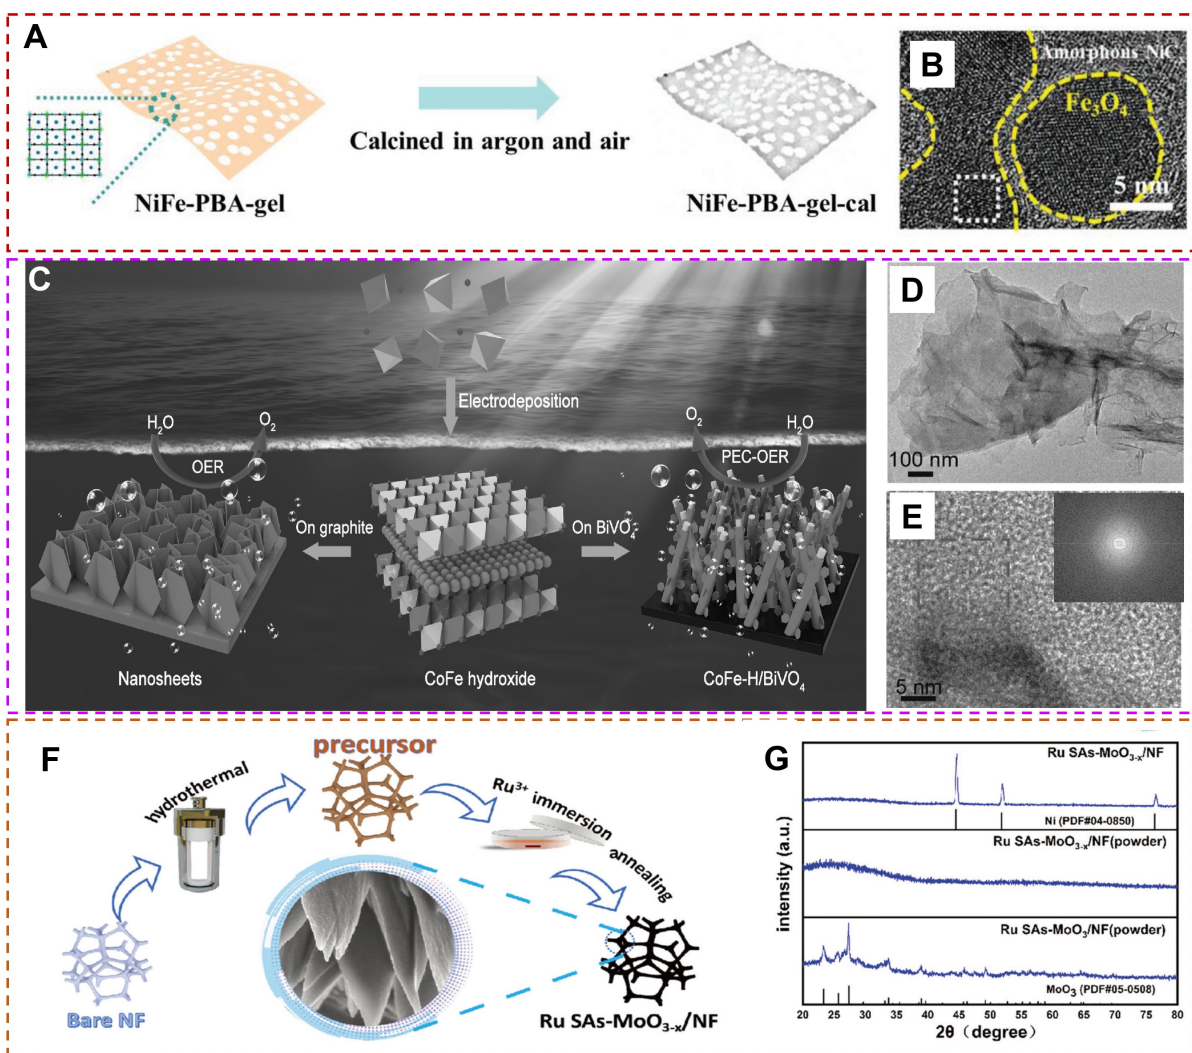 A
Calcined in argon and air
NiFe-PBA-gel
NiFe-PBA-gel-cal
B
Amorphous NiC
Fe₃O₄
5 nm
C
Electrodeposition
H₂O
O₂
OER
O₂
H₂O
PEC-OER
On graphite
On BiVO₄
Nanosheets
CoFe hydroxide
CoFe-H/BiVO₄
D
100 nm
E
5 nm
F
hydrothermal
precursor
Ru³⁺ immersion
annealing
Bare NF
Ru SAs-MoO₃₋ₓ/NF
G
Ru SAs-MoO₃₋ₓ/NF
Ni (PDF#04-0850)
Ru SAs-MoO₃₋ₓ/NF(powder)
Ru SAs-MoO₃/NF(powder)
MoO₃ (PDF#05-0508)
intensity (a.u.)
20 25 30 35 40 45 50 55 60 65 70 75 80
2θ（degree）